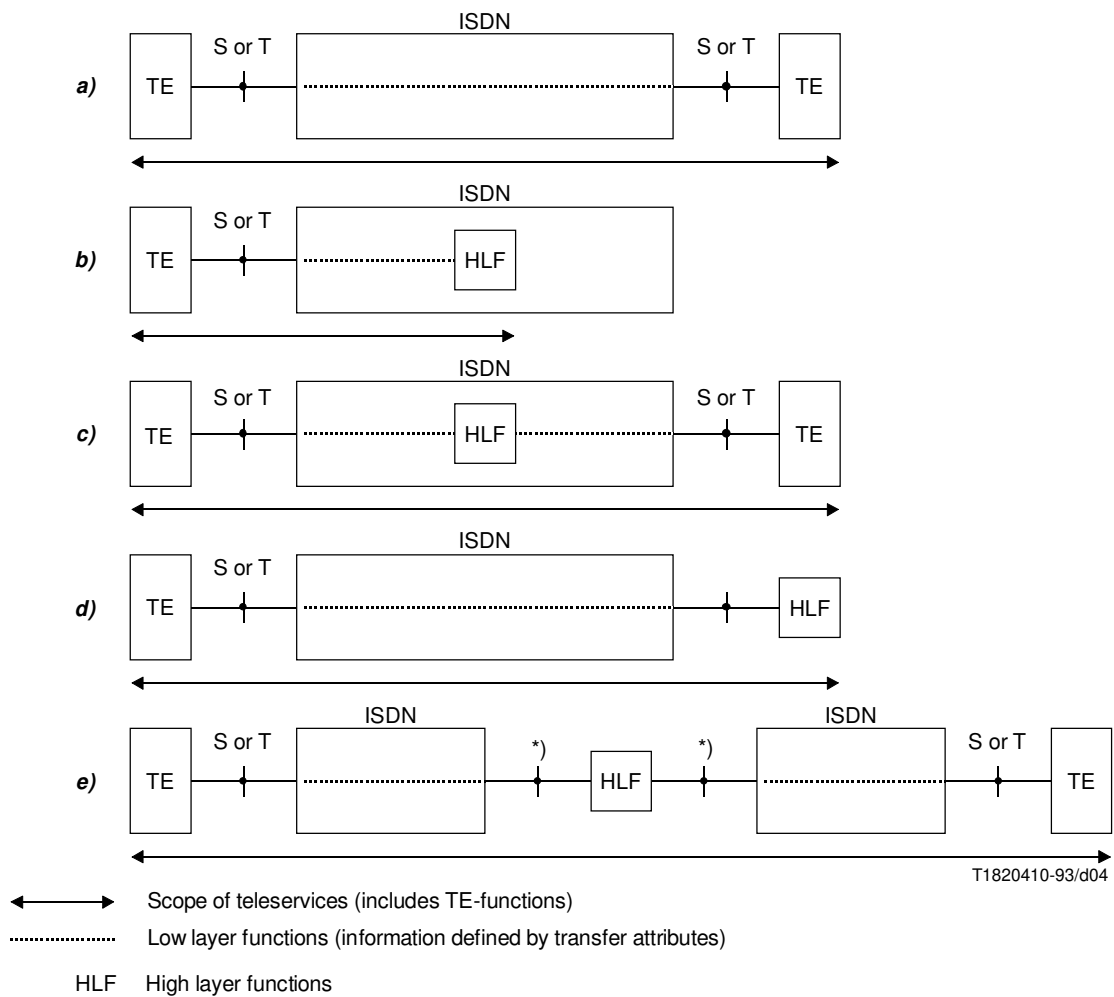 ISDN
S or T
S or T
a)
TE
TE
ISDN
S or T
b)
TE
HLF
ISDN
S or T
S or T
c)
TE
HLF
TE
ISDN
S or T
d)
TE
HLF
ISDN
ISDN
S or T
*)
*)
S or T
e)
TE
HLF
TE
T1820410-93/d04
Scope of teleservices (includes TE-functions)
Low layer functions (information defined by transfer attributes)
HLF High layer functions